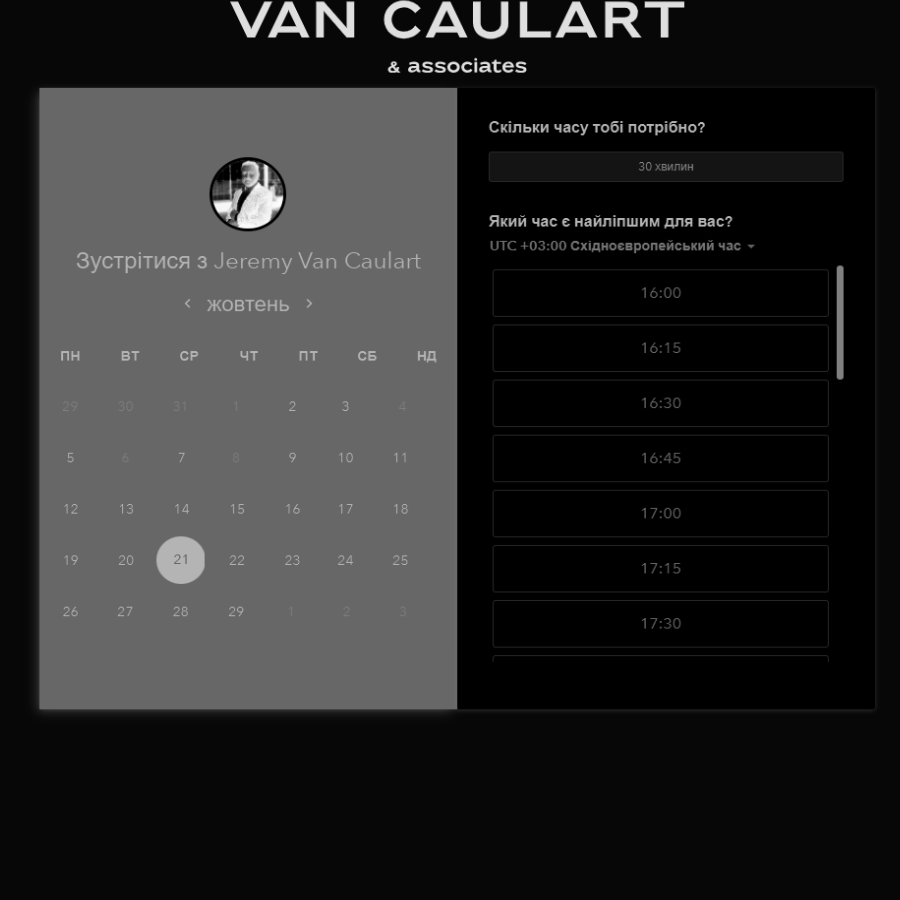 VAN CAULART
& associates
Зустрітися з Jeremy Van Caulart
жовтень
ПН ВТ СР ЧТ ПТ СБ НД
29 30 31 1 2 3 4
5 6 7 8 9 10 11
12 13 14 15 16 17 18
19 20 21 22 23 24 25
26 27 28 29 1 2 3
Скільки часу тобі потрібно?
30 хвилин
Який час є найліпшим для вас?
UTC +03:00 Східноєвропейський час
16:00
16:15
16:30
16:45
17:00
17:15
17:30